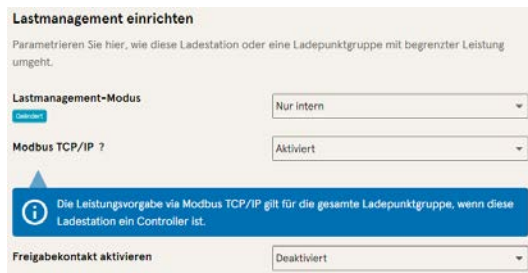 Lastmanagement einrichten
Parametrieren Sie hier, wie diese Ladestation oder eine Ladepunktgruppe mit begrenzter Leistung
umgeht.
Lastmanagement-Modus
Nur intern
Geändert
Modbus TCP/IP ?
Aktiviert
Die Leistungsvorgabe via Modbus TCP/IP gilt für die gesamte Ladepunktgruppe, wenn diese
Ladestation ein Controller ist.
Freigabekontakt aktivieren
Deaktiviert